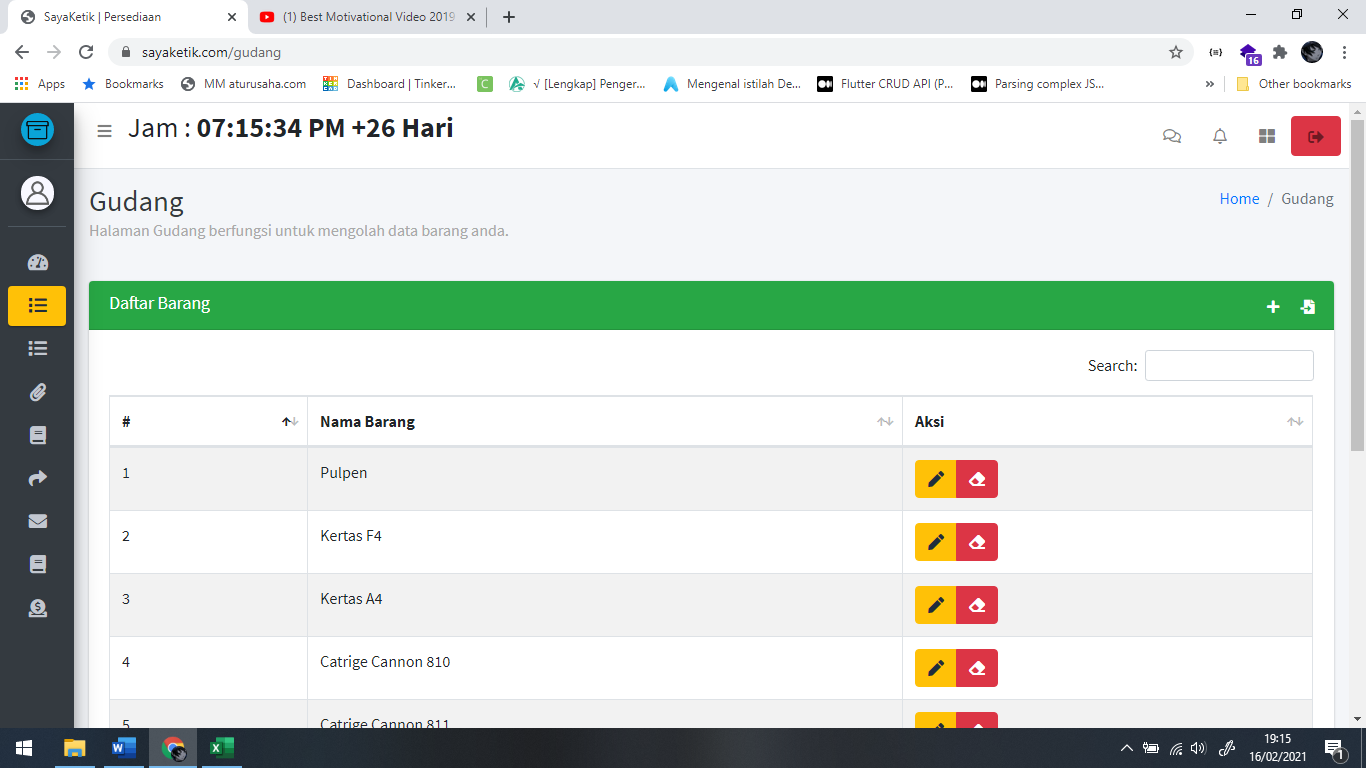 SayaKetik | Persediaan
(1) Best Motivational Video 2019
sayaketik.com/gudang
16
Apps
Bookmarks
MM aturusaha.com
Dashboard | Tinker...
C
√ [Lengkap] Penger...
Mengenal istilah De...
Flutter CRUD API (P...
Parsing complex JS...
»
Other bookmarks
Jam : 07:15:34 PM +26 Hari
Gudang
Home / Gudang
Halaman Gudang berfungsi untuk mengolah data barang anda.
Daftar Barang
Search:
# Nama Barang Aksi
1 Pulpen
2 Kertas F4
3 Kertas A4
4 Catrige Cannon 810
5 Catrige Cannon 811
19:15
16/02/2021
1